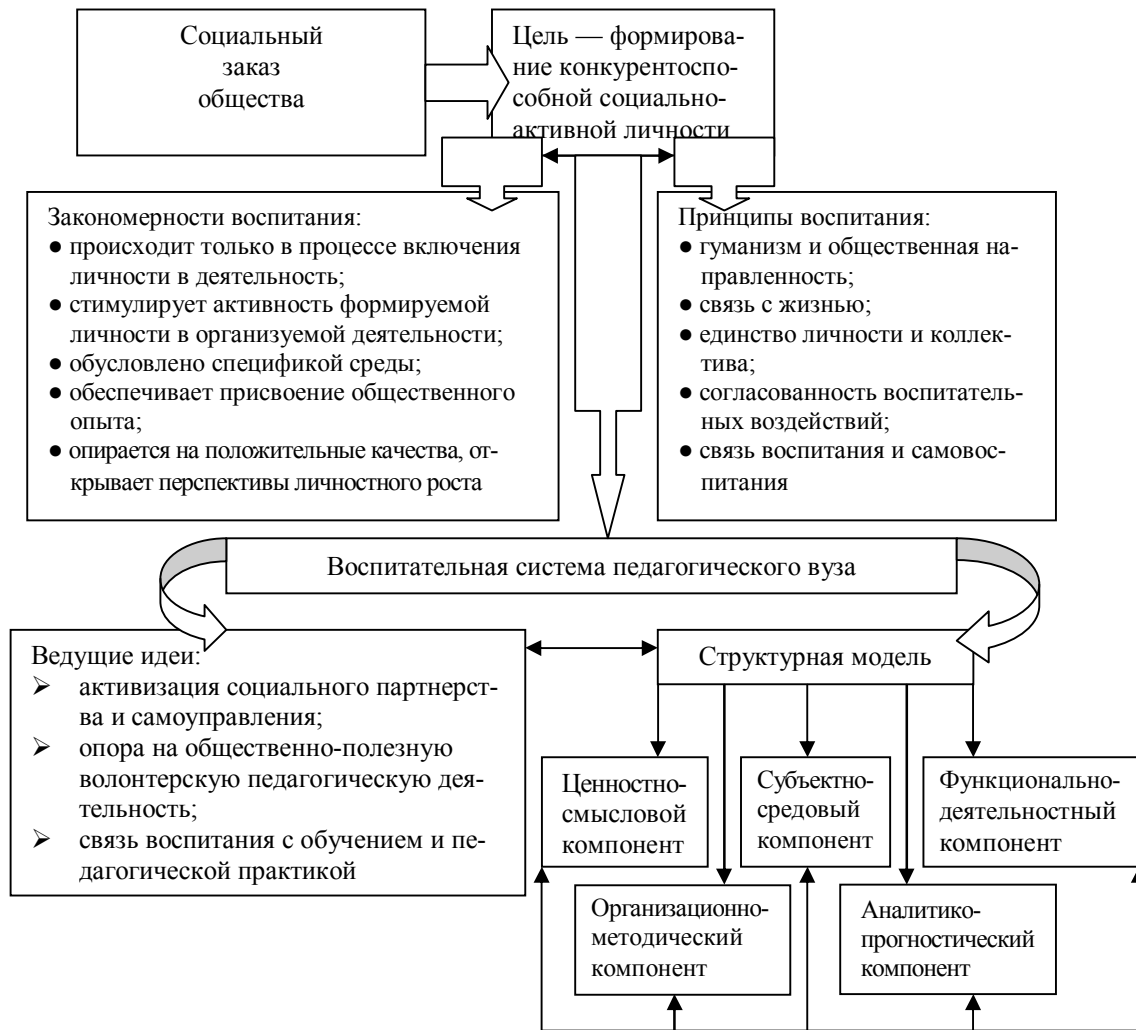 Социальный
заказ
общества
Цель — формирова-
ние конкурентоспо-
собной социально-
активной личности
Закономерности воспитания:
● происходит только в процессе включения
личности в деятельность;
● стимулирует активность формируемой
личности в организуемой деятельности;
● обусловлено спецификой среды;
● обеспечивает присвоение общественного
опыта;
● опирается на положительные качества, от-
крывает перспективы личностного роста
Принципы воспитания:
● гуманизм и общественная на-
правленность;
● связь с жизнью;
● единство личности и коллек-
тива;
● согласованность воспитатель-
ных воздействий;
● связь воспитания и самовос-
питания
Воспитательная система педагогического вуза
Ведущие идеи:
➢ активизация социального партнерст-
ва и самоуправления;
➢ опора на общественно-полезную
волонтерскую педагогическую дея-
тельность;
➢ связь воспитания с обучением и пе-
дагогической практикой
Структурная модель
Ценностно-
смысловой
компонент
Субъектно-
средовый
компонент
Функционально-
деятельностный
компонент
Организационно-
методический
компонент
Аналитико-
прогностический
компонент